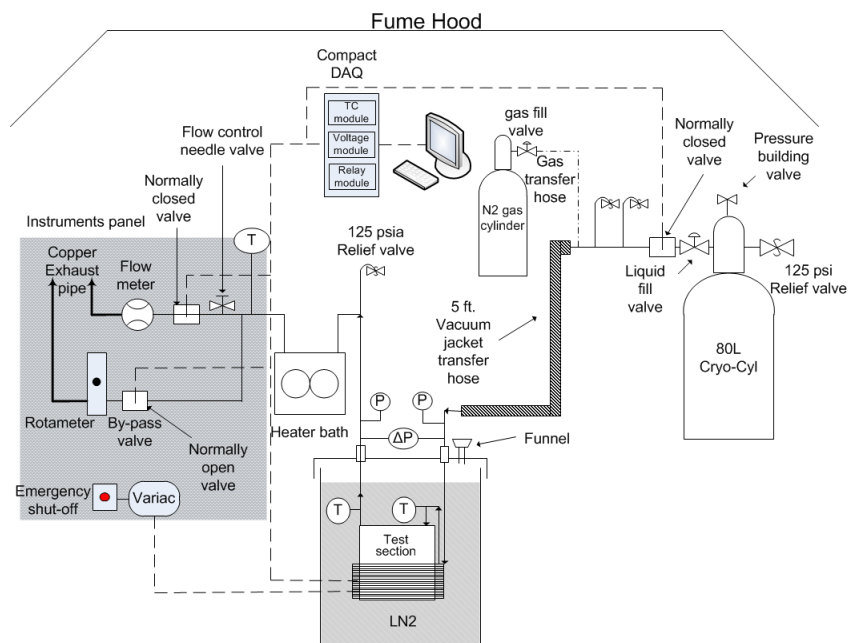 Fume Hood
Compact
DAQ
TC
module
Voltage
module
Relay
module
Flow control
needle valve
Normally
closed
valve
Instruments panel
Copper
Exhaust
pipe
Flow
meter
T
125 psia
Relief valve
gas fill
valve
Gas
transfer
hose
N2 gas
cylinder
Normally
closed
valve
Pressure
building
valve
Liquid
fill
valve
125 psi
Relief valve
80L
Cryo-Cyl
5 ft.
Vacuum
jacket
transfer
hose
Rotameter
By-pass
valve
Heater bath
Normally
open
valve
P
P
ΔP
Funnel
Emergency
shut-off
Variac
T
T
Test
section
LN2